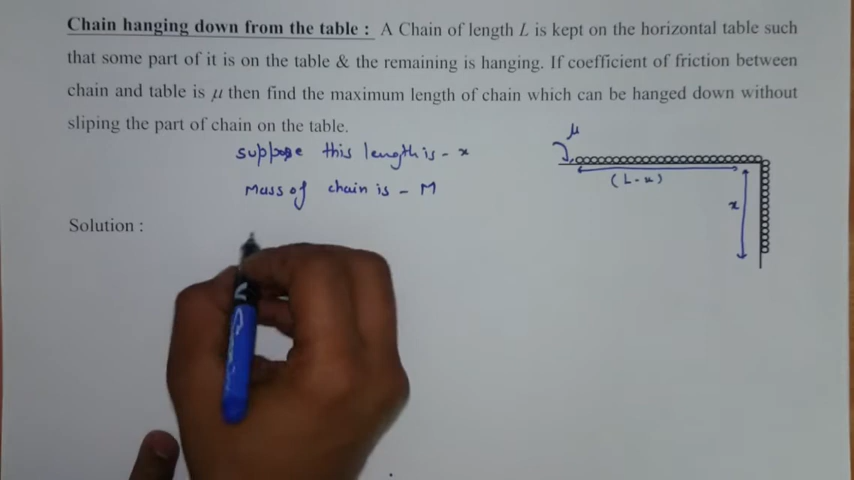 Chain hanging down from the table : A Chain of length L is kept on the horizontal table such
that some part of it is on the table & the remaining is hanging. If coefficient of friction between
chain and table is μ then find the maximum length of chain which can be hanged down without
sliping the part of chain on the table.
μ
suppose this length is - x
(L-x)
Mass of chain is - M
x
Solution :